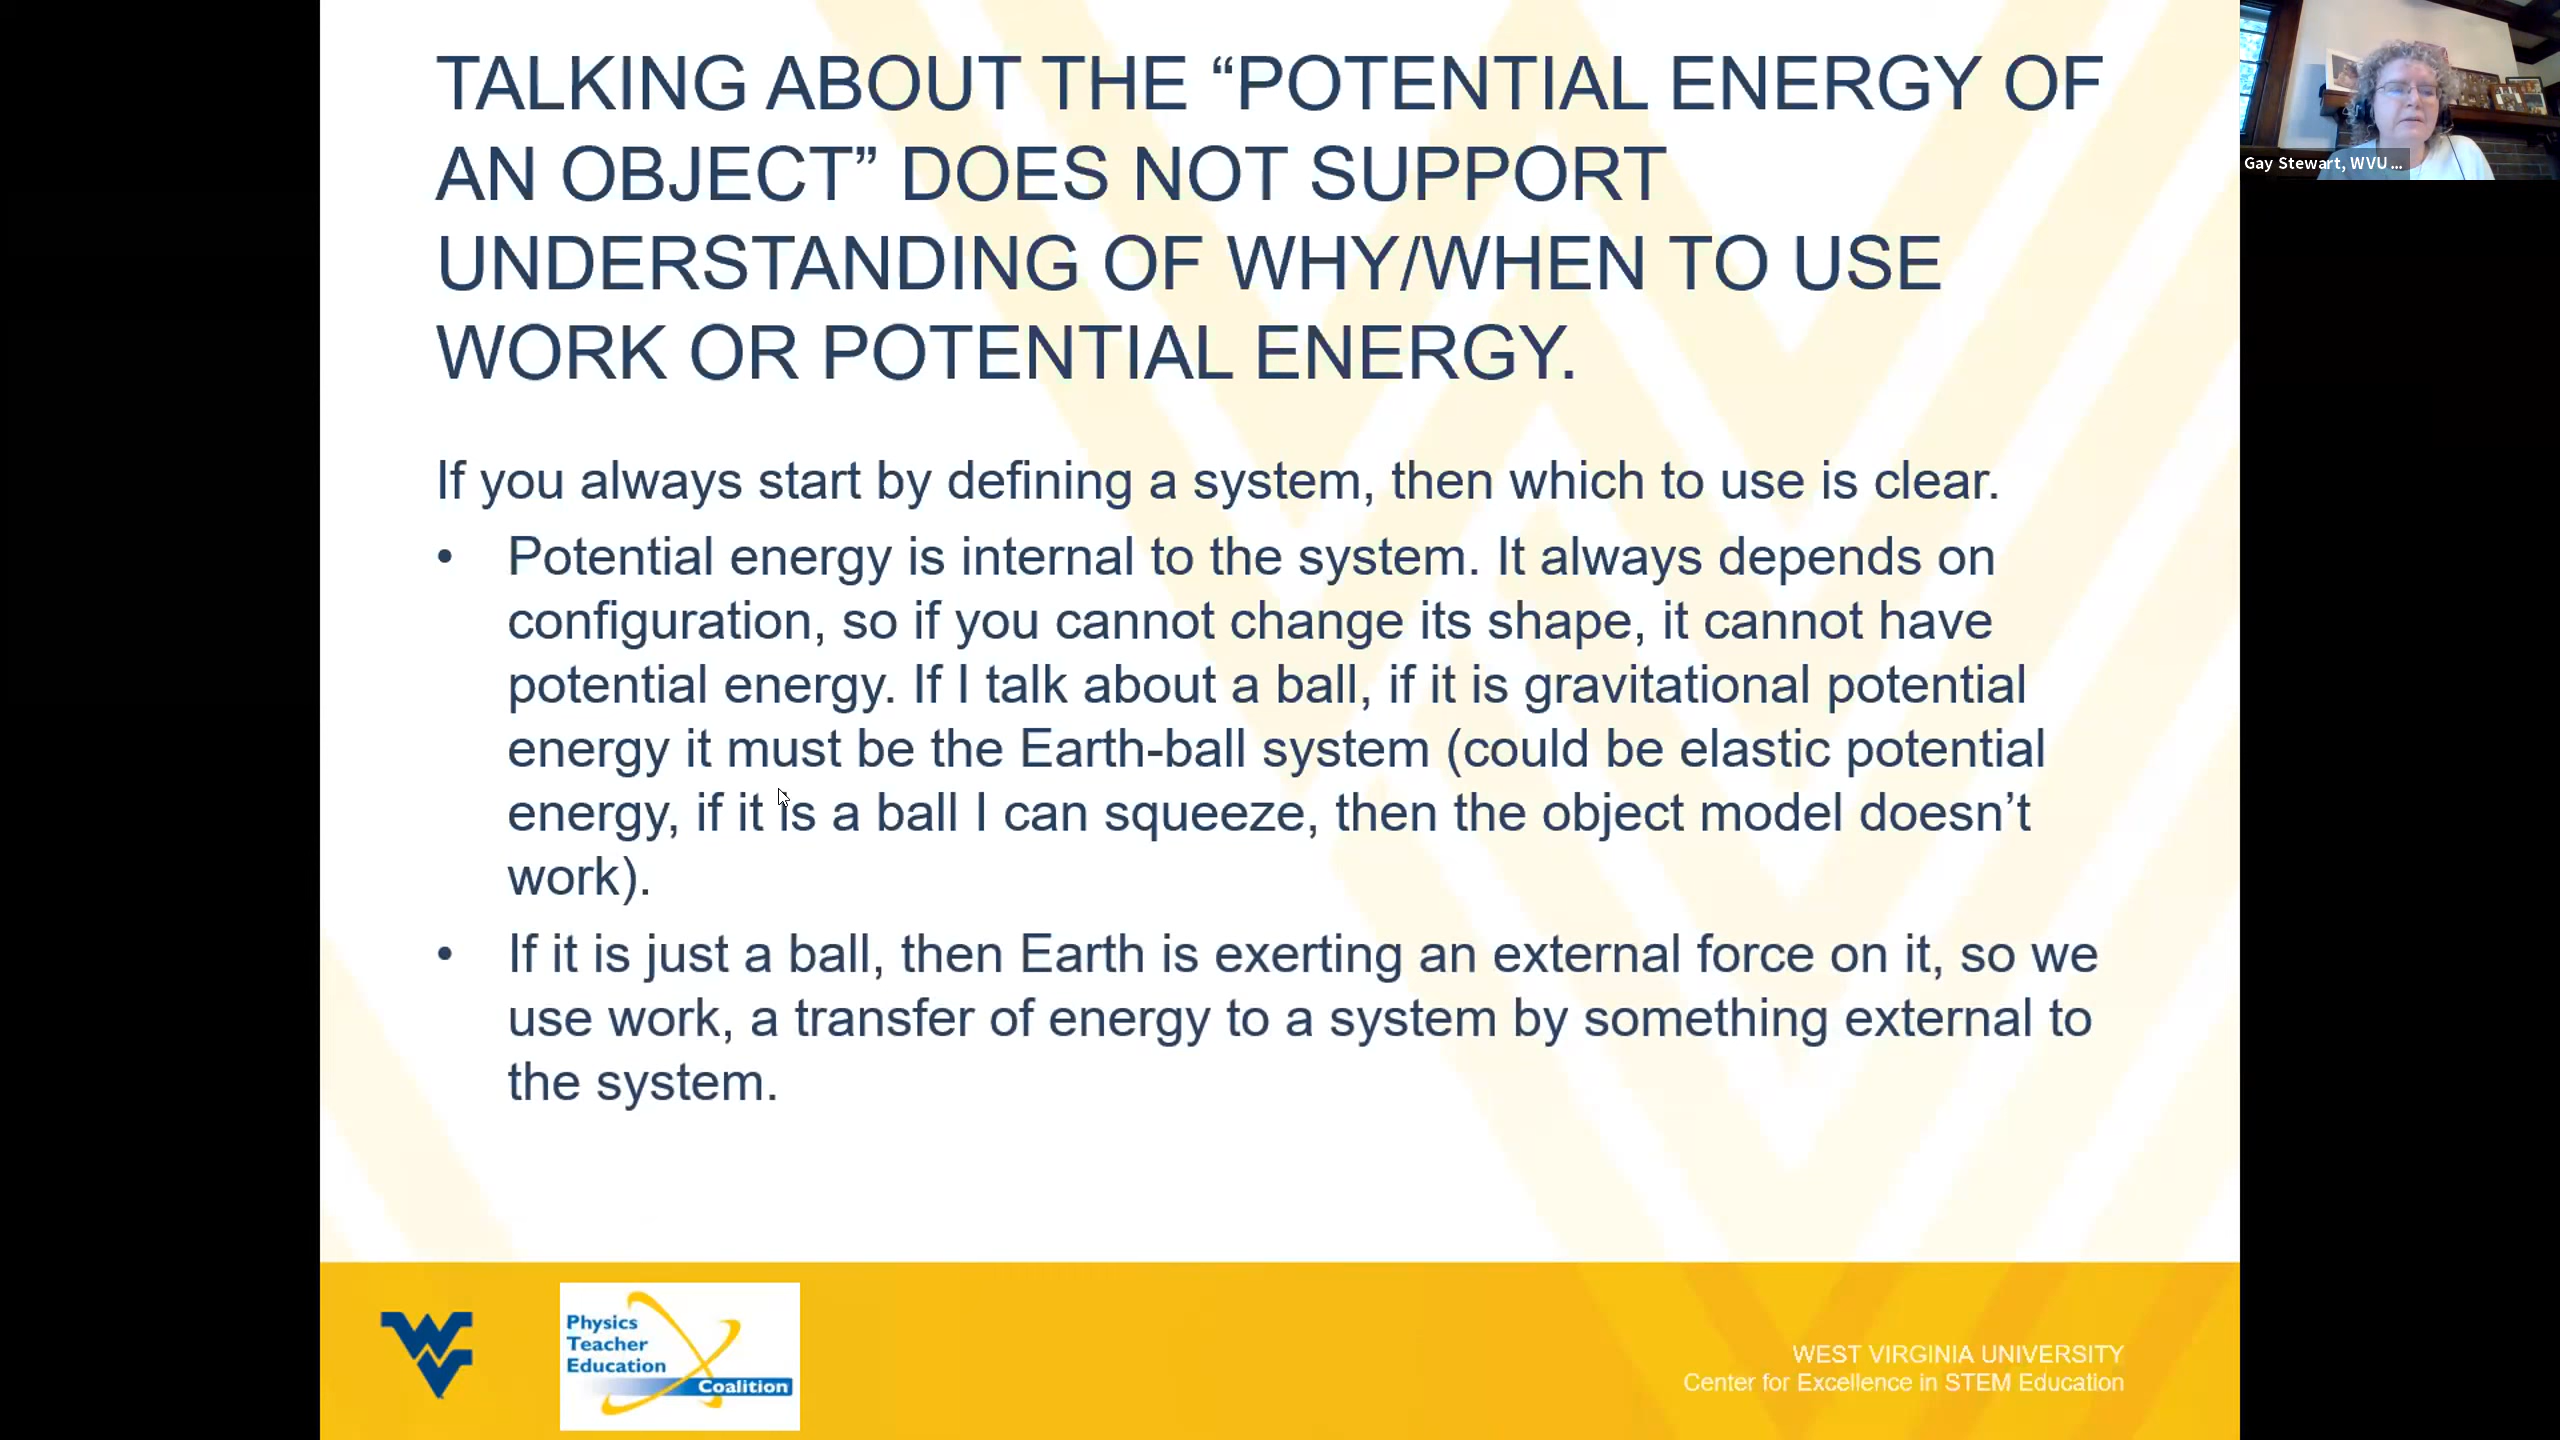 TALKING ABOUT THE “POTENTIAL ENERGY OF
AN OBJECT” DOES NOT SUPPORT
UNDERSTANDING OF WHY/WHEN TO USE
WORK OR POTENTIAL ENERGY.
Gay Stewart, WVU ...
If you always start by defining a system, then which to use is clear.
• Potential energy is internal to the system. It always depends on
configuration, so if you cannot change its shape, it cannot have
potential energy. If I talk about a ball, if it is gravitational potential
energy it must be the Earth-ball system (could be elastic potential
energy, if it is a ball I can squeeze, then the object model doesn’t
work).
• If it is just a ball, then Earth is exerting an external force on it, so we
use work, a transfer of energy to a system by something external to
the system.
WV
Physics
Teacher
Education
Coalition
WEST VIRGINIA UNIVERSITY
Center for Excellence in STEM Education